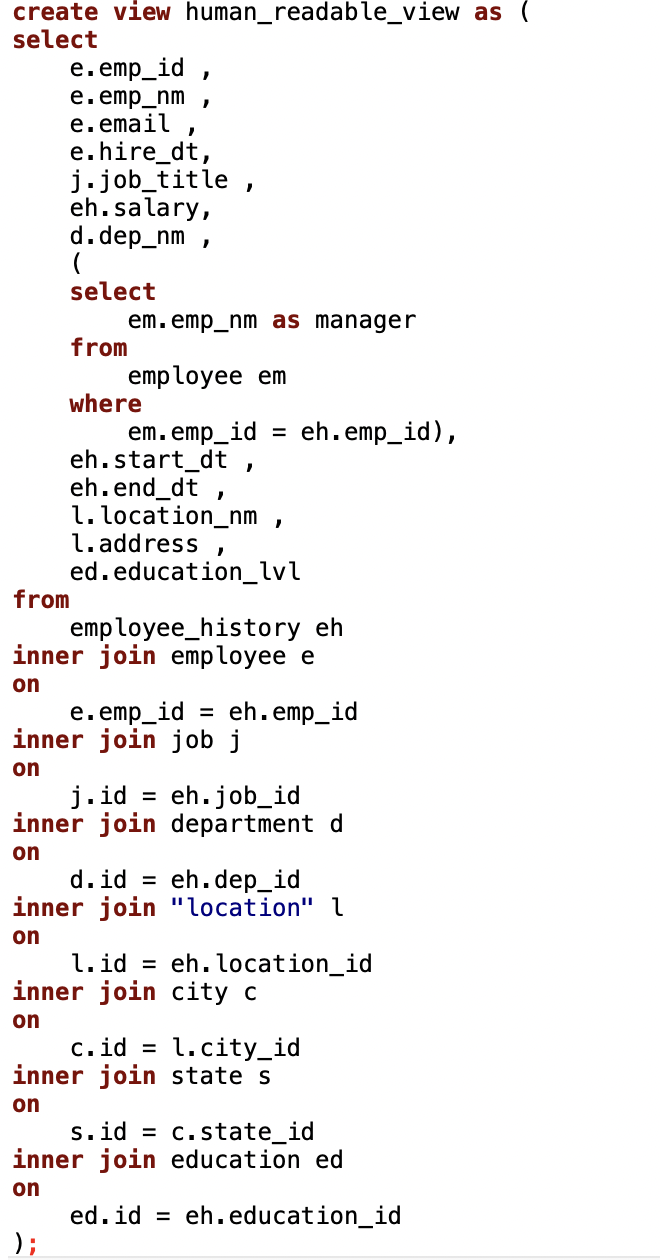 create view human_readable_view as (
select
    e.emp_id ,
    e.emp_nm ,
    e.email ,
    e.hire_dt,
    j.job_title ,
    eh.salary,
    d.dep_nm ,
    (
    select
        em.emp_nm as manager
    from
        employee em
    where
        em.emp_id = eh.emp_id),
    eh.start_dt ,
    eh.end_dt ,
    l.location_nm ,
    l.address ,
    ed.education_lvl
from
    employee_history eh
inner join employee e
on
    e.emp_id = eh.emp_id
inner join job j
on
    j.id = eh.job_id
inner join department d
on
    d.id = eh.dep_id
inner join "location" l
on
    l.id = eh.location_id
inner join city c
on
    c.id = l.city_id
inner join state s
on
    s.id = c.state_id
inner join education ed
on
    ed.id = eh.education_id
);